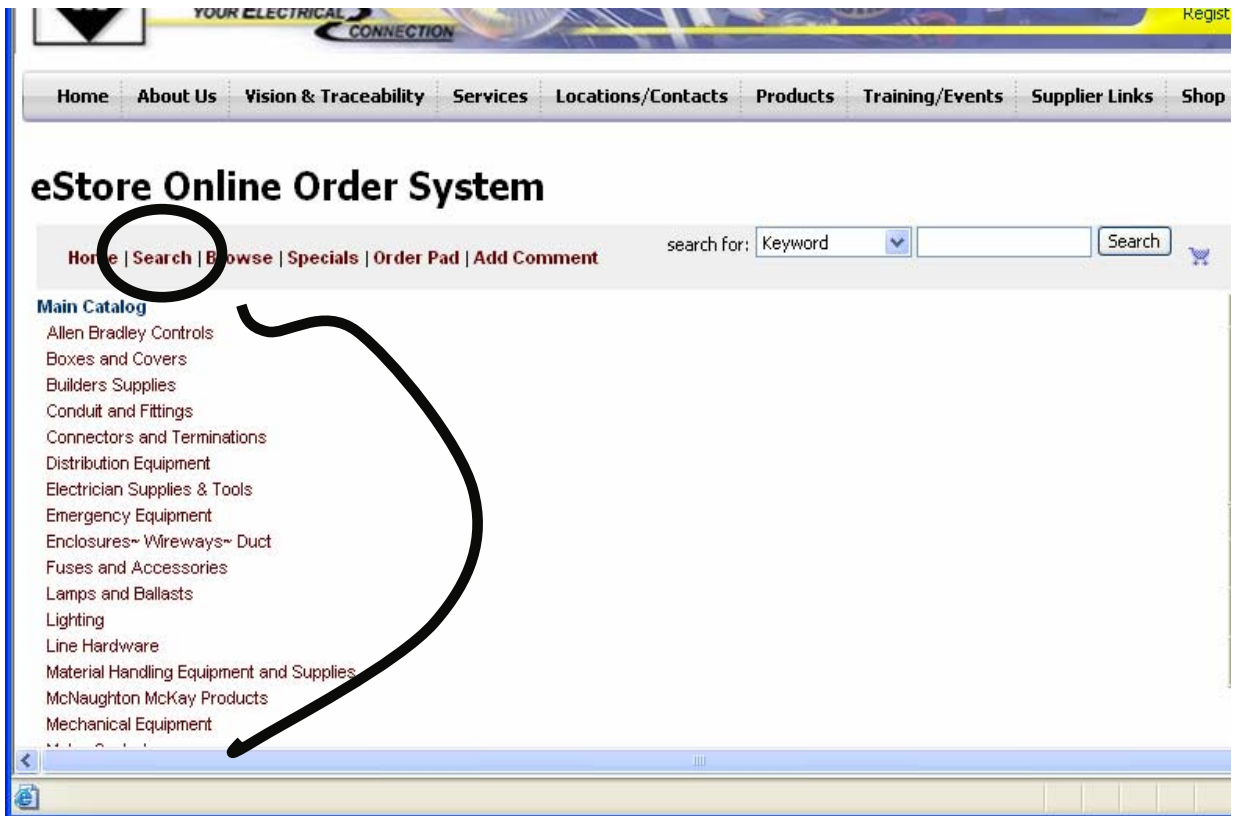 YOUR ELECTRICAL
CONNECTION
Regist
Home About Us Vision & Traceability Services Locations/Contacts Products Training/Events Supplier Links Shop
eStore Online Order System
Home | Search | Browse | Specials | Order Pad | Add Comment
search for: Keyword Search
Main Catalog
Allen Bradley Controls
Boxes and Covers
Builders Supplies
Conduit and Fittings
Connectors and Terminations
Distribution Equipment
Electrician Supplies & Tools
Emergency Equipment
Enclosures~ Wireways~ Duct
Fuses and Accessories
Lamps and Ballasts
Lighting
Line Hardware
Material Handling Equipment and Supplies
McNaughton McKay Products
Mechanical Equipment